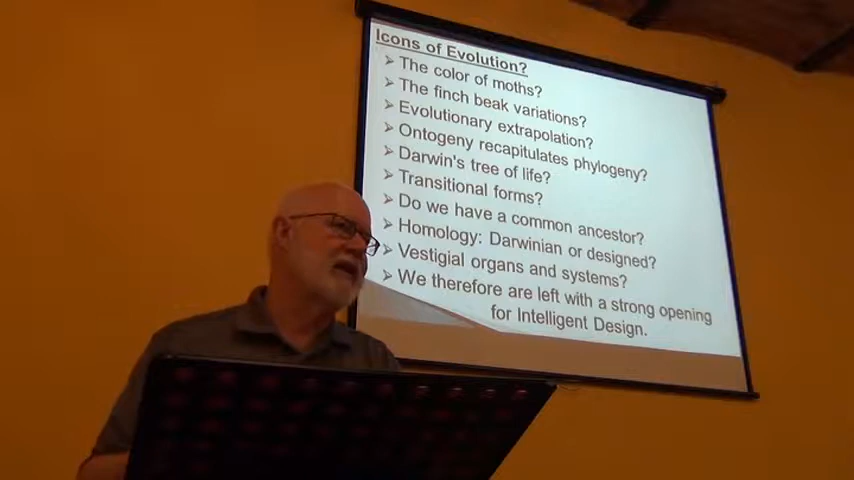 Icons of Evolution?
➢ The color of moths?
➢ The finch beak variations?
➢ Evolutionary extrapolation?
➢ Ontogeny recapitulates phylogeny?
➢ Darwin's tree of life?
➢ Transitional forms?
➢ Do we have a common ancestor?
➢ Homology: Darwinian or designed?
➢ Vestigial organs and systems?
➢ We therefore are left with a strong opening
for Intelligent Design.